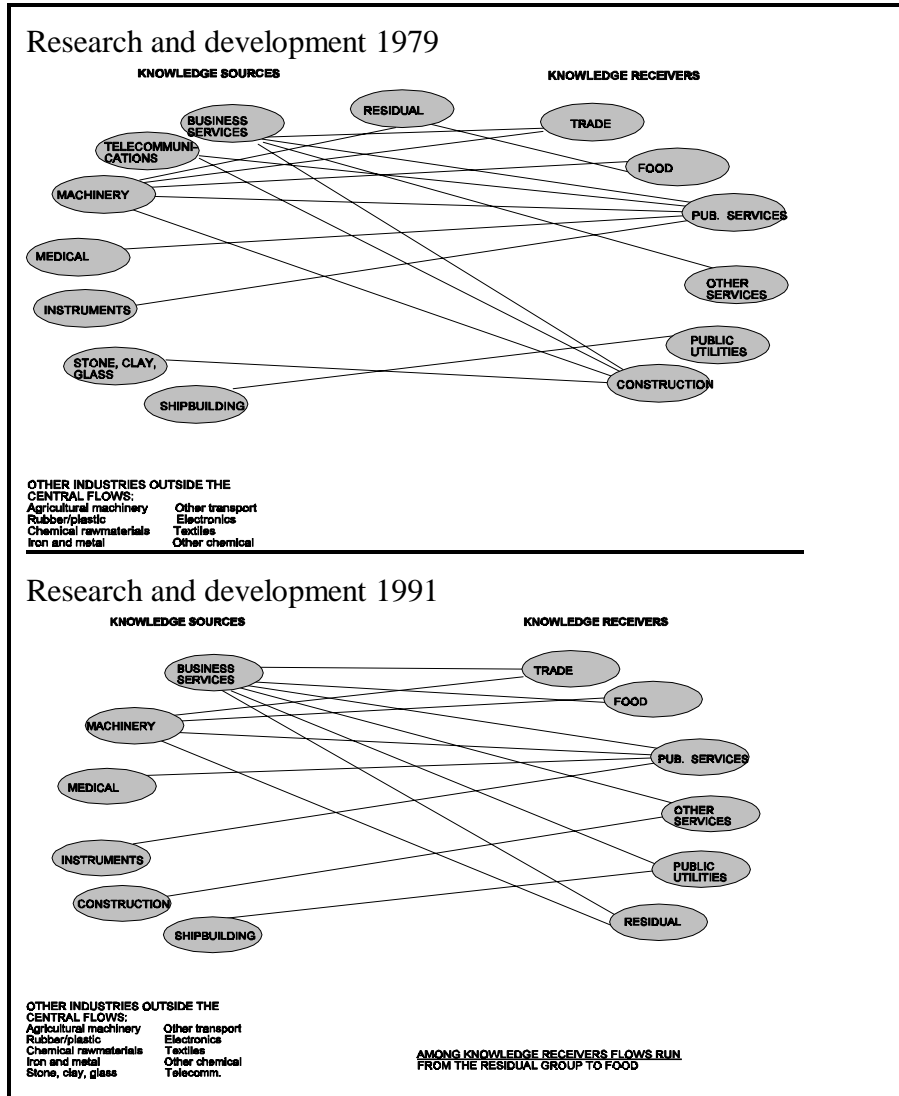 Research and development 1979
KNOWLEDGE SOURCES
KNOWLEDGE RECEIVERS
RESIDUAL
BUSINESS
SERVICES
TRADE
TELECOMMUNI-
CATIONS
FOOD
MACHINERY
PUB. SERVICES
MEDICAL
OTHER
SERVICES
INSTRUMENTS
PUBLIC
UTILITIES
STONE, CLAY,
GLASS
CONSTRUCTION
SHIPBUILDING
OTHER INDUSTRIES OUTSIDE THE
CENTRAL FLOWS:
Agricultural machinery Other transport
Rubber/plastic Electronics
Chemical rawmaterials Textiles
Iron and metal Other chemical
Research and development 1991
KNOWLEDGE SOURCES
KNOWLEDGE RECEIVERS
BUSINESS
SERVICES
TRADE
FOOD
MACHINERY
PUB. SERVICES
MEDICAL
OTHER
SERVICES
INSTRUMENTS
PUBLIC
UTILITIES
CONSTRUCTION
RESIDUAL
SHIPBUILDING
OTHER INDUSTRIES OUTSIDE THE
CENTRAL FLOWS:
Agricultural machinery Other transport
Rubber/plastic Electronics
Chemical rawmaterials Textiles
Iron and metal Other chemical
Stone, clay, glass Telecomm.
AMONG KNOWLEDGE RECEIVERS FLOWS RUN
FROM THE RESIDUAL GROUP TO FOOD